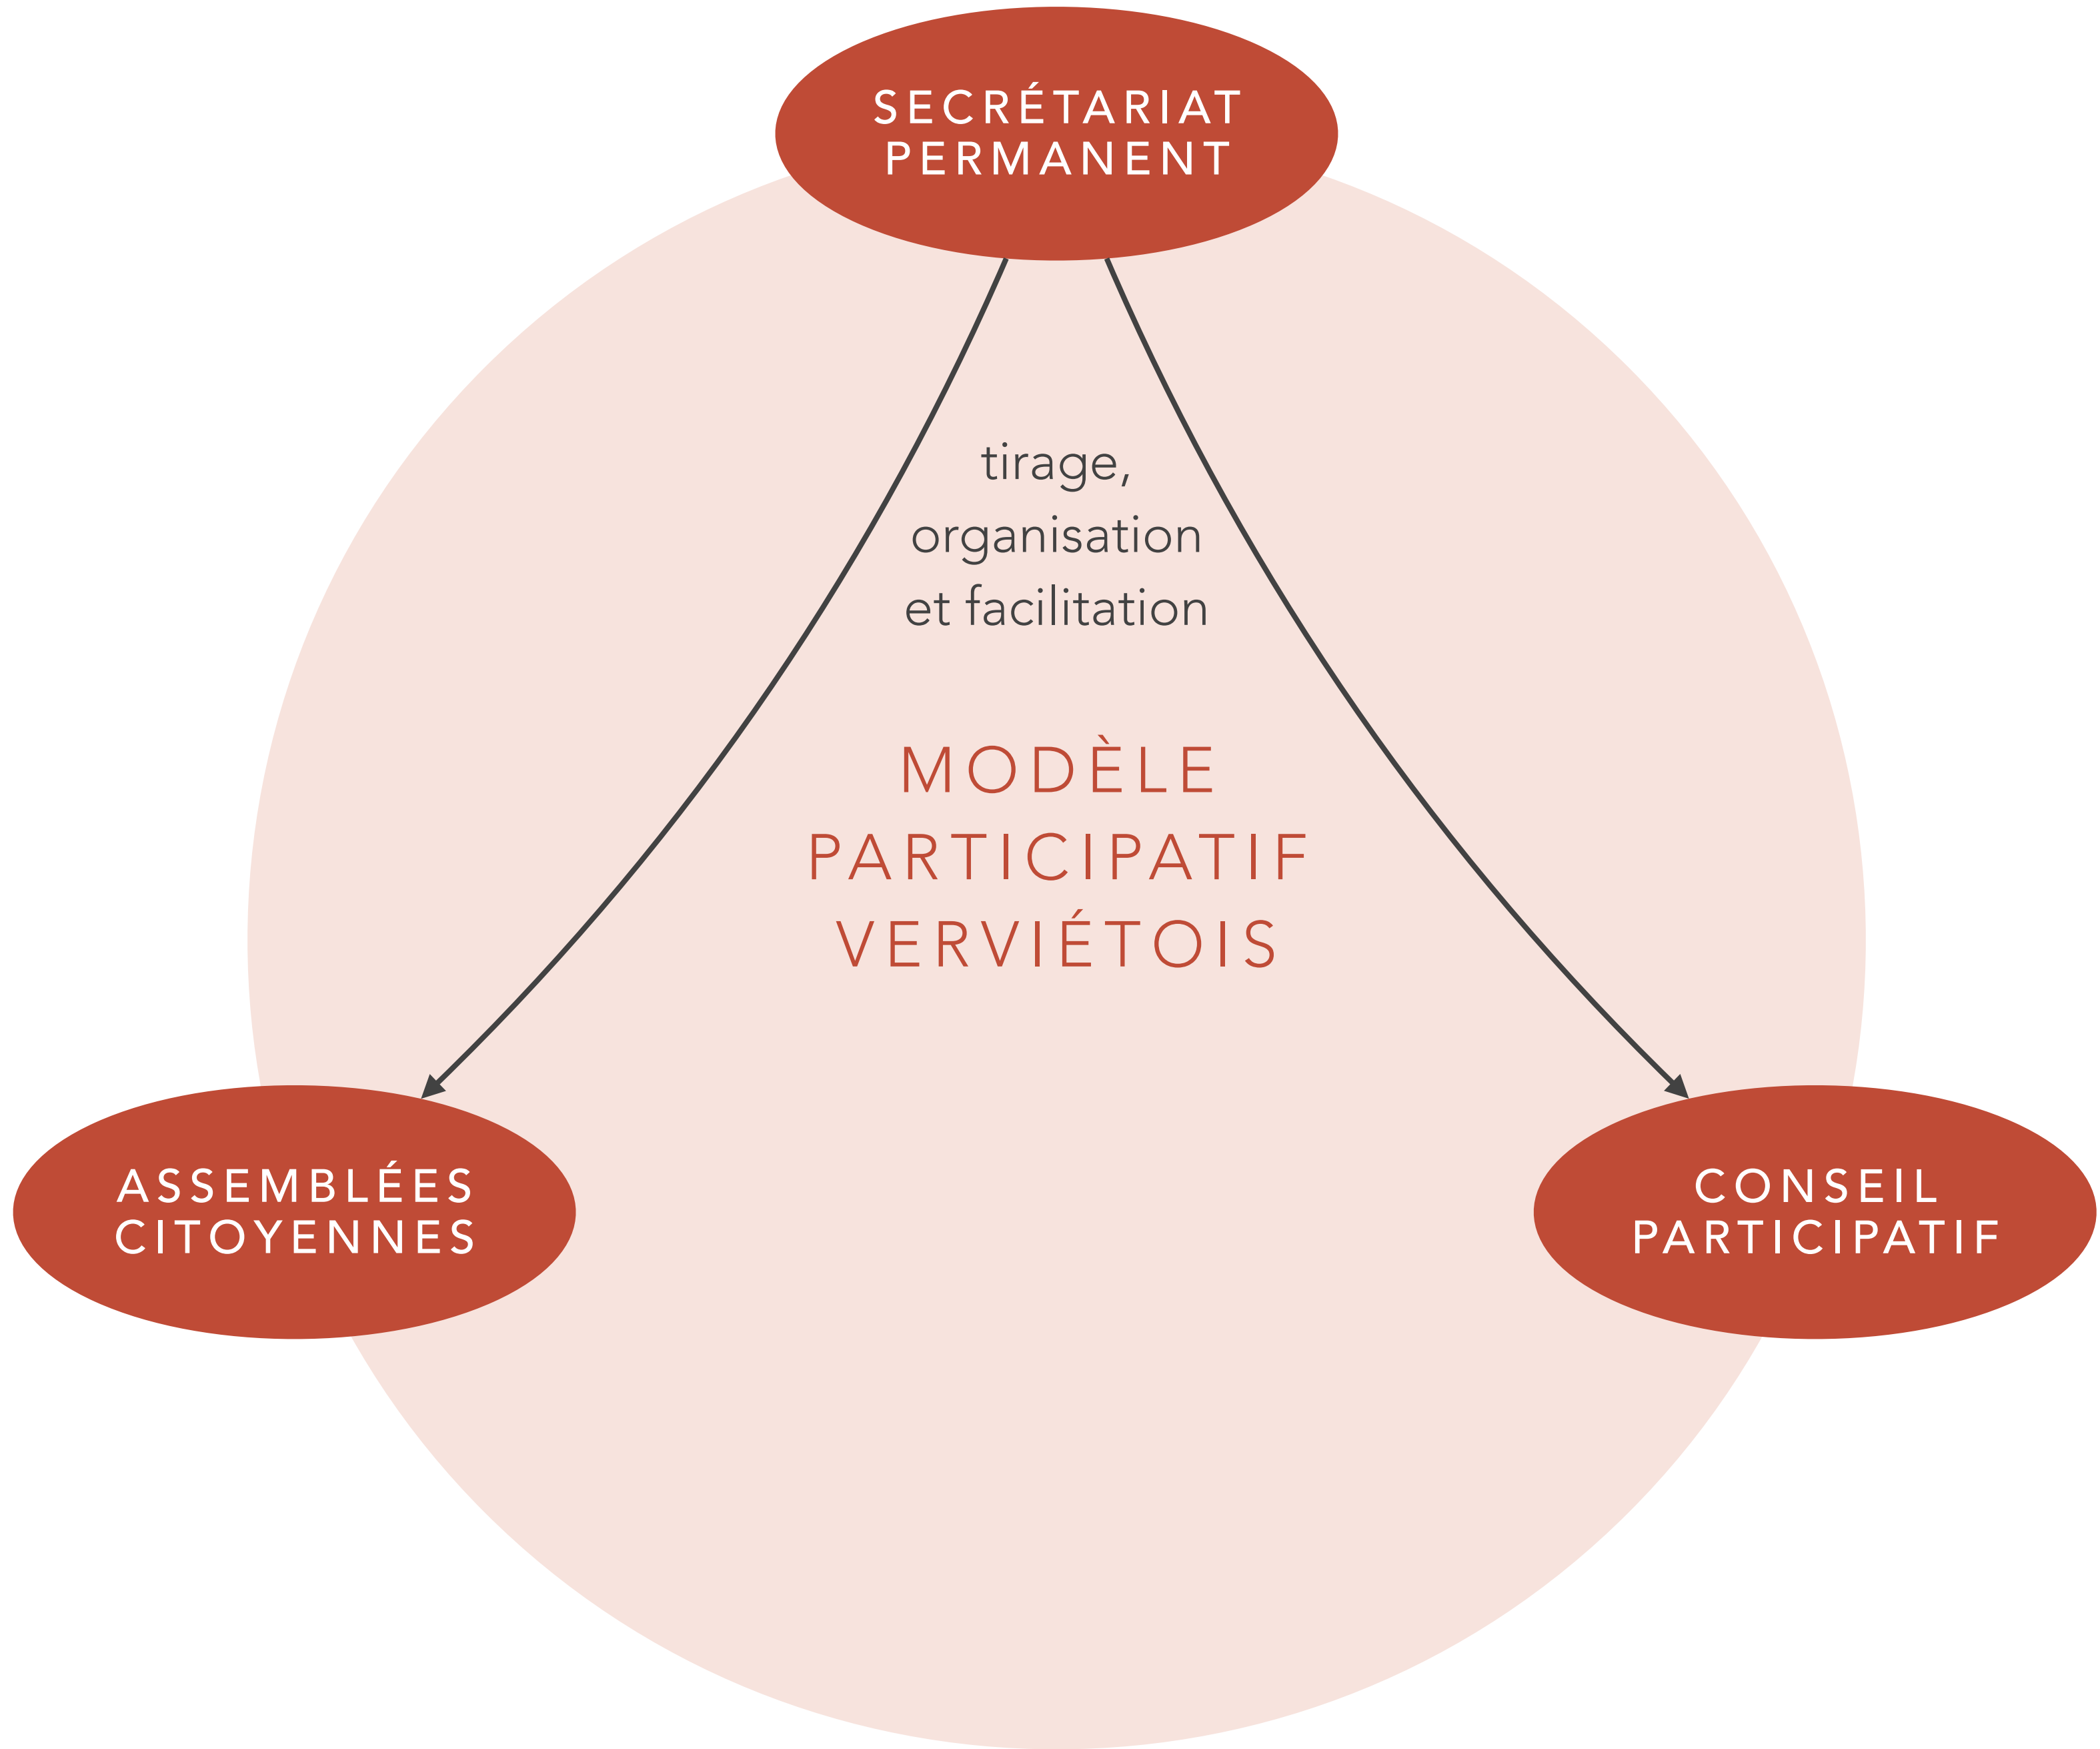 SECRÉTARIAT
PERMANENT
tirage,
organisation
et facilitation
MODÈLE
PARTICIPATIF
VERVIÉTOIS
ASSEMBLÉES
CITOYENNES
CONSEIL
PARTICIPATIF